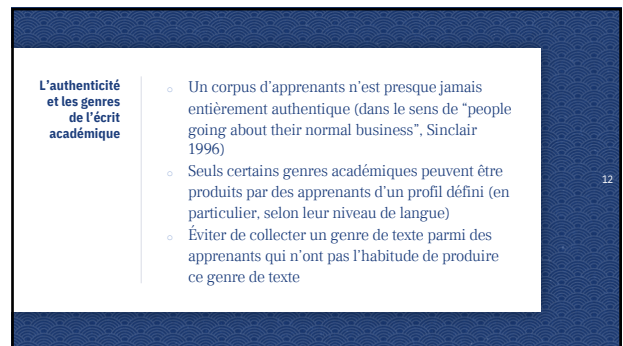 L’authenticité
et les genres
de l’écrit
académique
○ Un corpus d’apprenants n’est presque jamais
entièrement authentique (dans le sens de “people
going about their normal business”, Sinclair
1996)
○ Seuls certains genres académiques peuvent être
produits par des apprenants d’un profil défini (en
particulier, selon leur niveau de langue)
○ Éviter de collecter un genre de texte parmi des
apprenants qui n’ont pas l’habitude de produire
ce genre de texte
12